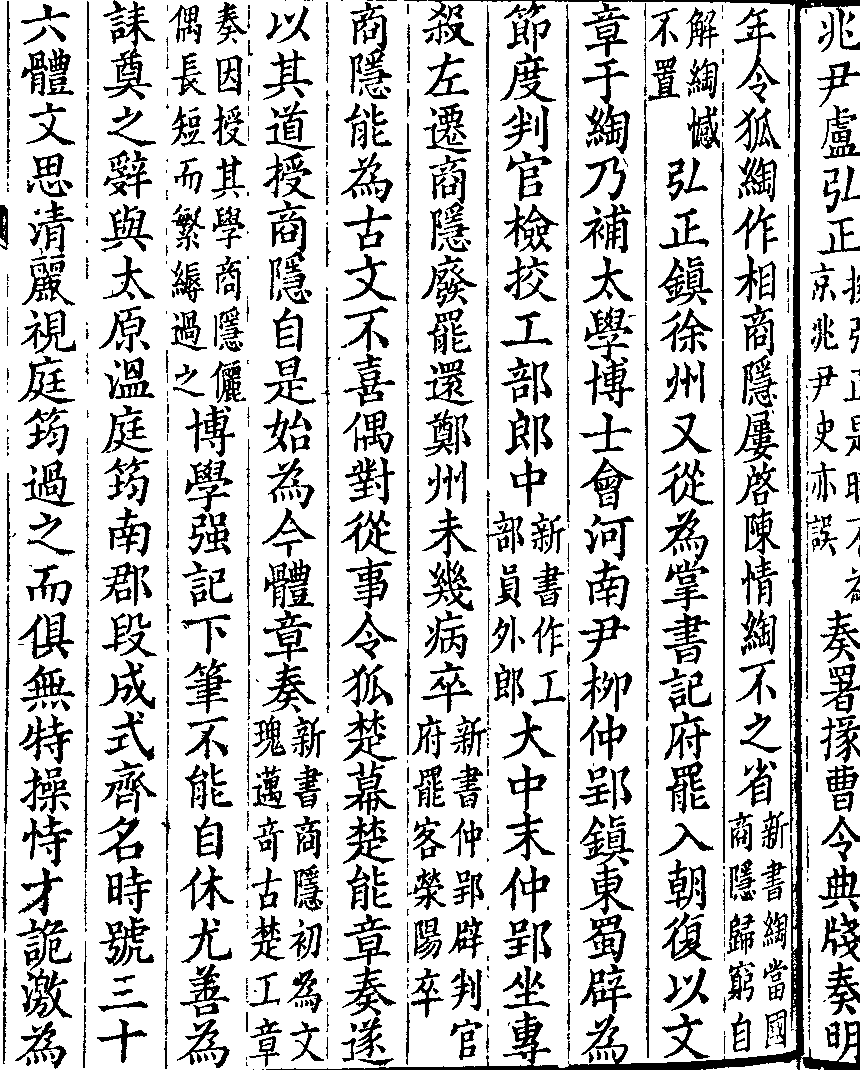 兆尹盧弘正按弘正是時不為京兆尹史亦誤奏署掾曹令典牋奏明
年令狐綯作相商隱屢啓陳情綯不之省新書綯當國商隱歸窮自
解綯憾不置弘正鎮徐州又從為掌書記府罷入朝復以文
章于綯乃補太學博士會河南尹柳仲郢鎮東蜀辟為
節度判官檢挍工部郎中新書作工部員外郎大中末仲郢坐專
殺左遷商隱廢罷還鄭州未幾病卒新書仲郢辟判官府罷客滎陽卒
商隱能為古文不喜偶對從事令狐楚幕楚能章奏遂
以其道授商隱自是始為今體章奏新書商隱初為文瑰邁竒古楚工章
奏因授其學商隱儷偶長短而繁縟過之博學强記下筆不能自休尤善為
誄奠之辭與太原溫庭筠南郡段成式齊名時號三十
六體文思清麗視庭筠過之而俱無特操恃才詭激為